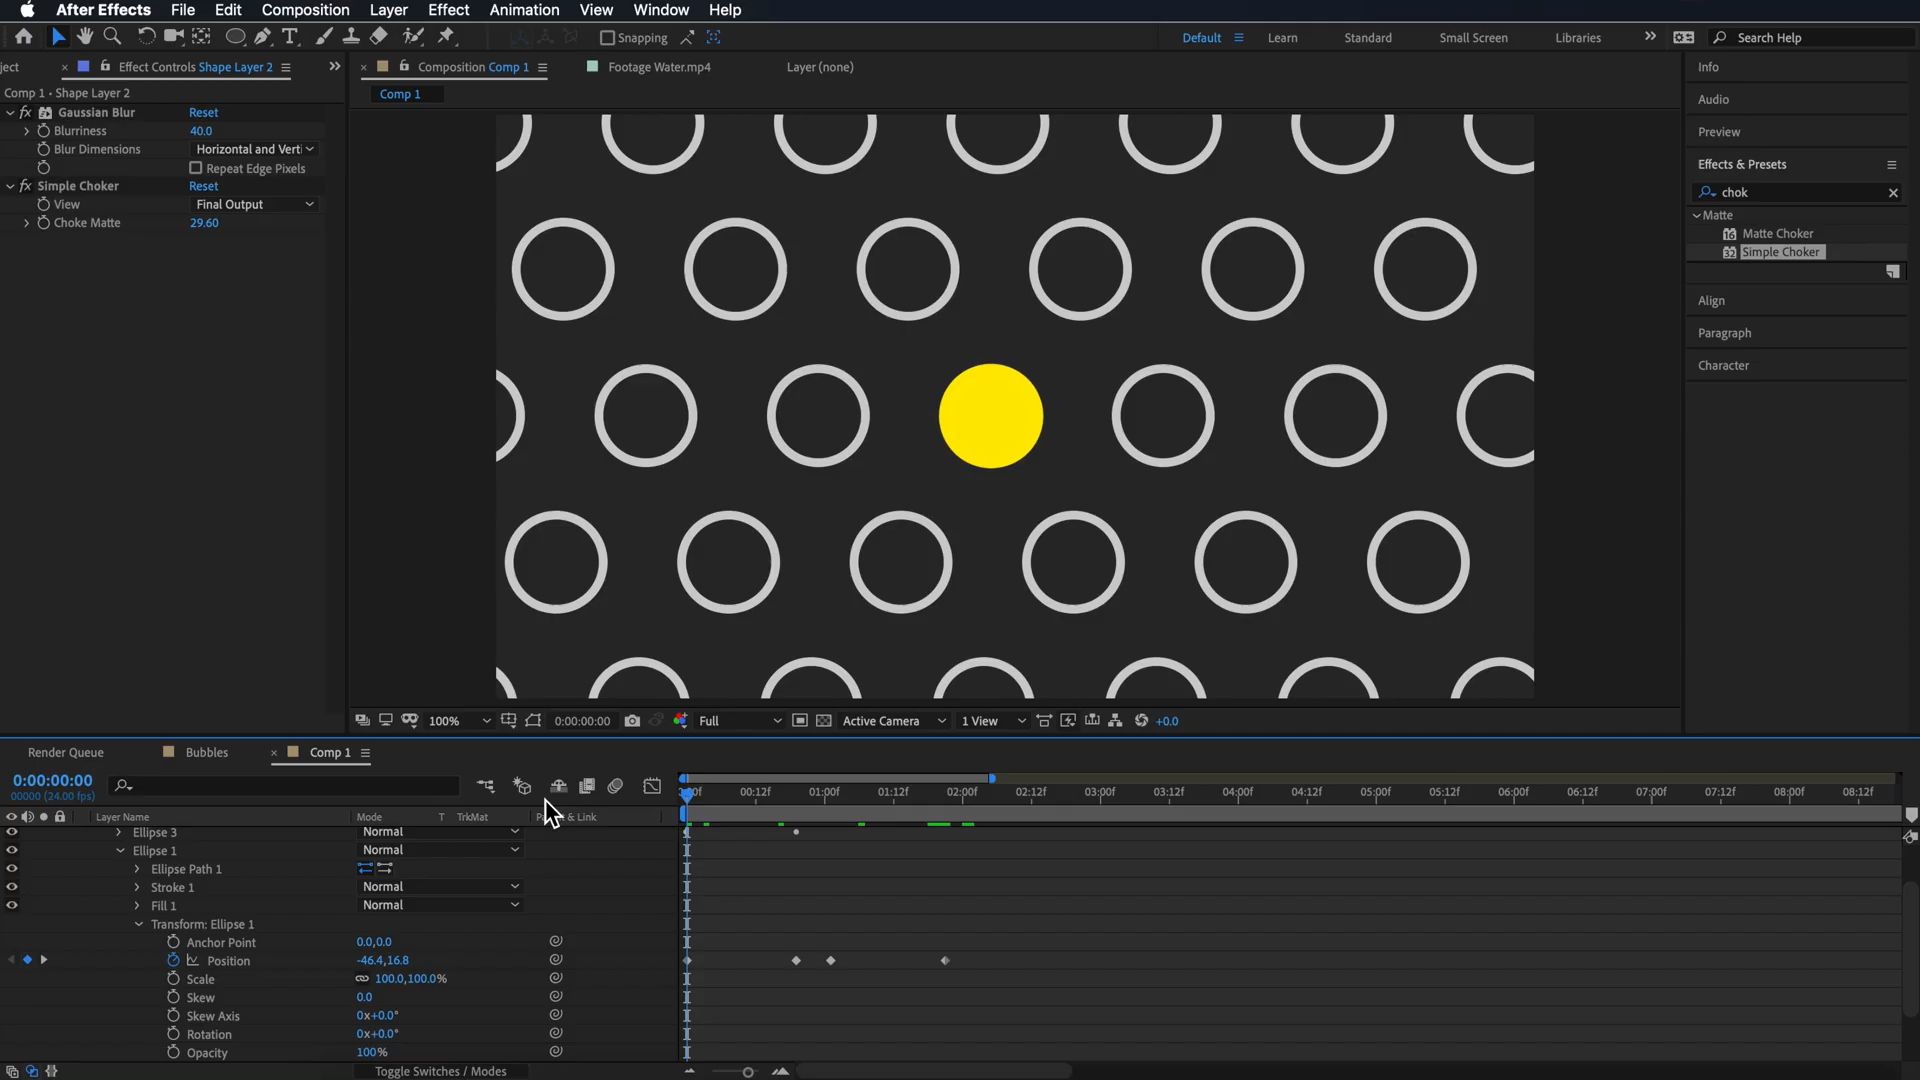 After Effects File Edit Composition Layer Effect Animation View Window Help
Snapping Default Learn Standard Small Screen Libraries Search Help
ject Effect Controls Shape Layer 2 Composition Comp 1 Footage Water.mp4 Layer (none) Info
Comp 1 • Shape Layer 2 Comp 1
Audio
fx Gaussian Blur Reset
Blurriness 40.0
Preview
Blur Dimensions Horizontal and Verti
Repeat Edge Pixels
Effects & Presets
fx Simple Choker Reset
chok
View Final Output
Choke Matte 29.60
Matte
16 Matte Choker
32 Simple Choker
Align
Paragraph
Character
100% 0:00:00:00 Full Active Camera 1 View +0.0
Render Queue Bubbles Comp 1
0:00:00:00
00000 (24.00 fps)
00f 00:12f 01:00f 01:12f 02:00f 02:12f 03:00f 03:12f 04:00f 04:12f 05:00f 05:12f 06:00f 06:12f 07:00f 07:12f 08:00f 08:12f
Layer Name Mode T TrkMat & Link
Ellipse 3 Normal
Ellipse 1 Normal
Ellipse Path 1
Stroke 1 Normal
Fill 1 Normal
Transform: Ellipse 1
Anchor Point 0.0,0.0
Position -46.4,16.8
Scale 100.0,100.0%
Skew 0.0
Skew Axis 0x+0.0°
Rotation 0x+0.0°
Opacity 100%
Toggle Switches / Modes